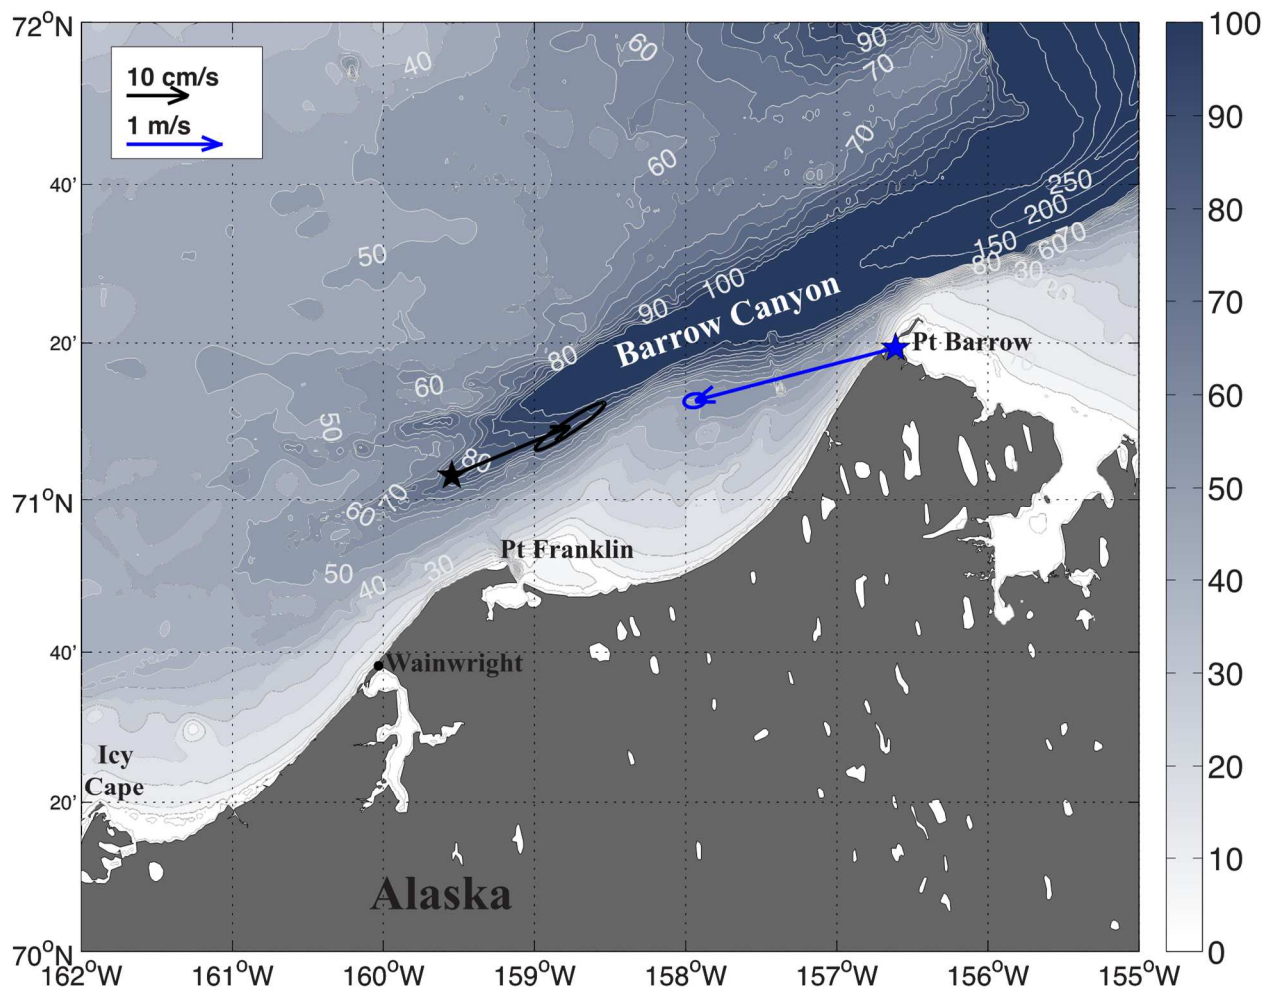 72°N
10 cm/s
1 m/s
40
60
90
70
70
60
40'
250
200
150
70
60
80
30
50
100
90
Barrow Canyon
20'
Pt Barrow
80
60
50
80
71°N
70
60
Pt Franklin
50
40
30
40'
Wainwright
Icy
Cape
20'
Alaska
70°N
162°W
161°W
160°W
159°W
158°W
157°W
156°W
155°W
100
90
80
70
60
50
40
30
20
10
0